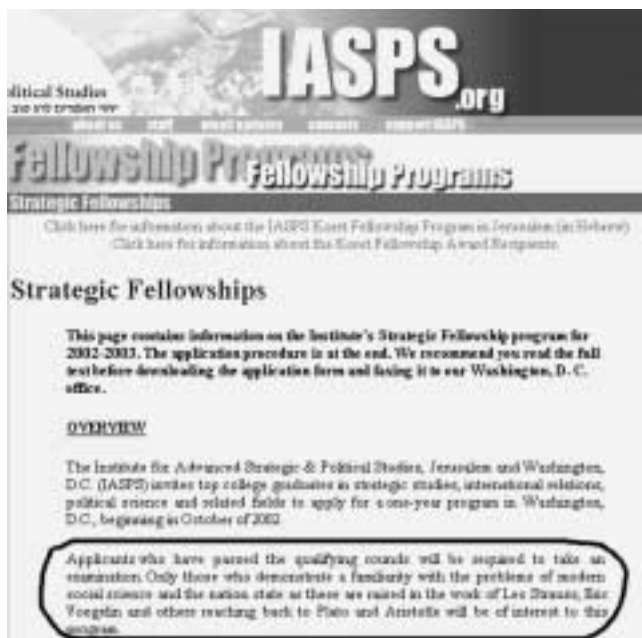 IASPS
.org
litical Studies
about us staff contacts support IASPS
Fellowship Programs
Fellowship Programs
Strategic Fellowships
Click here for information about the IASPS Koret Fellowship Program in Jerusalem (in Hebrew)
Click here for information about the Koret Fellowship Award Recipients
Strategic Fellowships
This page contains information on the Institute's Strategic Fellowship program for
2002-2003. The application procedure is at the end. We recommend you read the full
text before downloading the application form and faxing it to our Washington, D. C.
office.
OVERVIEW
The Institute for Advanced Strategic & Political Studies, Jerusalem and Washington,
D.C. (IASPS) invites top college graduates in strategic studies, international relations,
political science and related fields to apply for a one-year program in Washington,
D.C., beginning in October of 2002
Applicants who have passed the qualifying rounds will be required to take an
examination. Only those who demonstrate a familiarity with the problems of modern
social science and the nation state as these are raised in the work of Leo Strauss, Eric
Voegelin and others reaching back to Plato and Aristotle will be of interest to this
program.